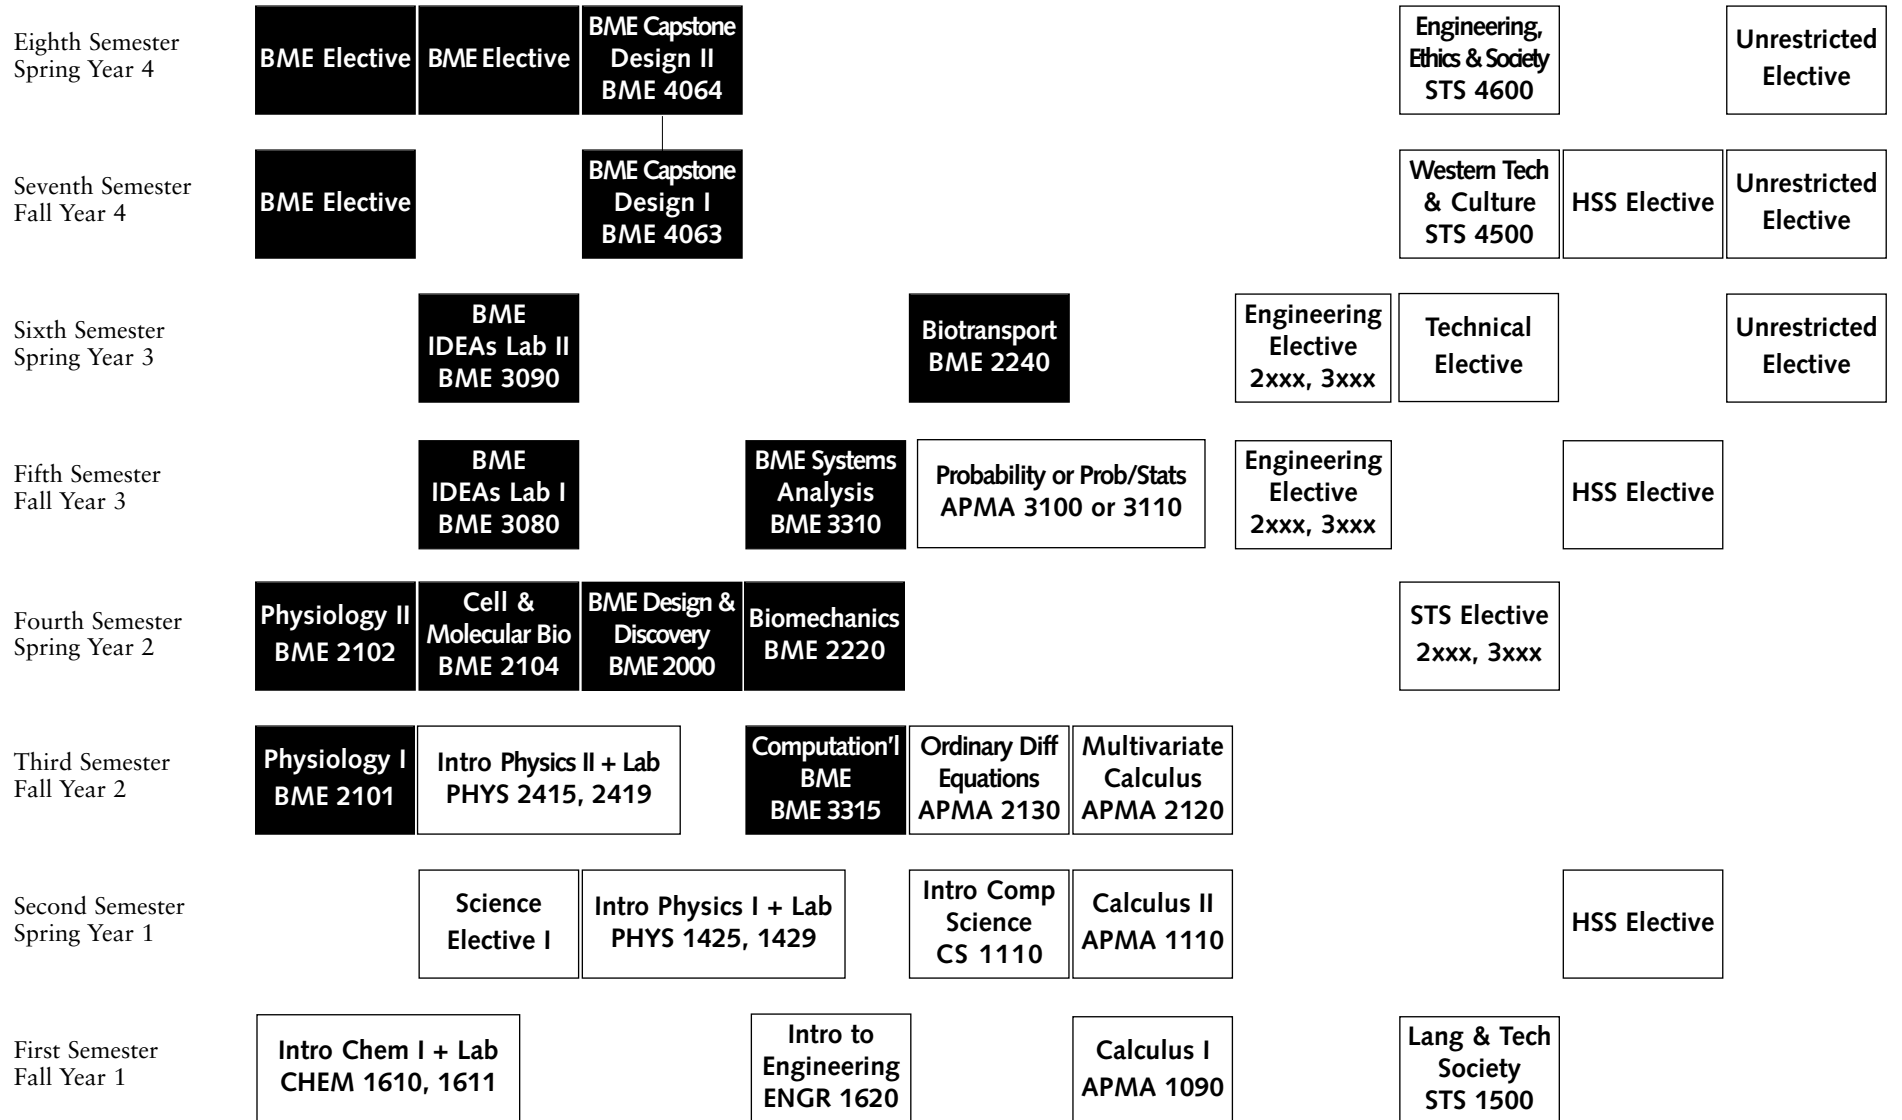 Eighth Semester
Spring Year 4
BME Elective
BME Elective
BME Capstone
Design II
BME 4064
Engineering,
Ethics & Society
STS 4600
Unrestricted
Elective
Seventh Semester
Fall Year 4
BME Elective
BME Capstone
Design I
BME 4063
Western Tech
& Culture
STS 4500
HSS Elective
Unrestricted
Elective
Sixth Semester
Spring Year 3
BME
IDEAs Lab II
BME 3090
Biotransport
BME 2240
Engineering
Elective
2xxx, 3xxx
Technical
Elective
Unrestricted
Elective
Fifth Semester
Fall Year 3
BME
IDEAs Lab I
BME 3080
BME Systems
Analysis
BME 3310
Probability or Prob/Stats
APMA 3100 or 3110
Engineering
Elective
2xxx, 3xxx
HSS Elective
Fourth Semester
Spring Year 2
Physiology II
BME 2102
Cell &
Molecular Bio
BME 2104
BME Design &
Discovery
BME 2000
Biomechanics
BME 2220
STS Elective
2xxx, 3xxx
Third Semester
Fall Year 2
Physiology I
BME 2101
Intro Physics II + Lab
PHYS 2415, 2419
Computation'l
BME
BME 3315
Ordinary Diff
Equations
APMA 2130
Multivariate
Calculus
APMA 2120
Second Semester
Spring Year 1
Science
Elective I
Intro Physics I + Lab
PHYS 1425, 1429
Intro Comp
Science
CS 1110
Calculus II
APMA 1110
HSS Elective
First Semester
Fall Year 1
Intro Chem I + Lab
CHEM 1610, 1611
Intro to
Engineering
ENGR 1620
Calculus I
APMA 1090
Lang & Tech
Society
STS 1500